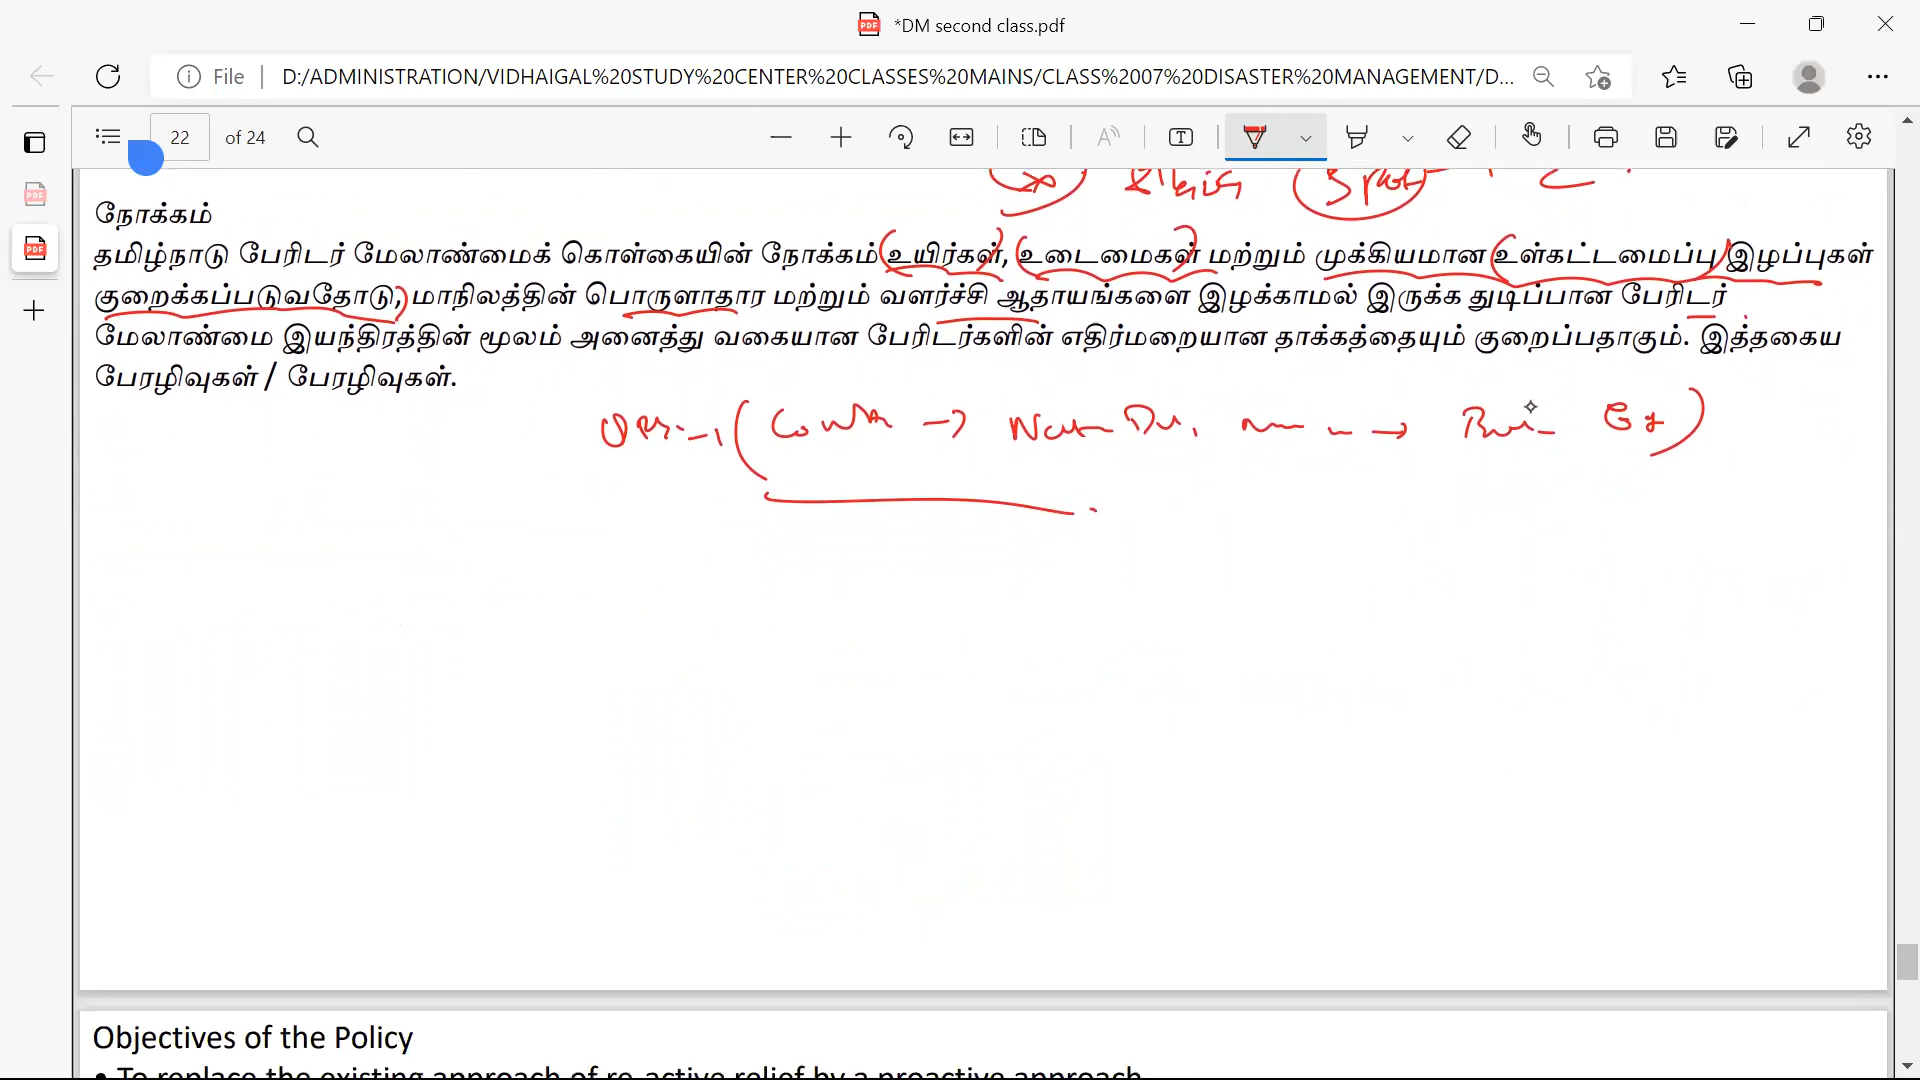 *DM second class.pdf
File D:/ADMINISTRATION/VIDHAIGAL%20STUDY%20CENTER%20CLASSES%20MAINS/CLASS%2007%20DISASTER%20MANAGEMENT/D...
22 of 24
நோக்கம்
தமிழ்நாடு பேரிடர் மேலாண்மைக் கொள்கையின் நோக்கம் உயிர்கள், உடைமைகள் மற்றும் முக்கியமான உள்கட்டமைப்பு இழப்புகள்
குறைக்கப்படுவதோடு, மாநிலத்தின் பொருளாதார மற்றும் வளர்ச்சி ஆதாயங்களை இழக்காமல் இருக்க துடிப்பான பேரிடர்
மேலாண்மை இயந்திரத்தின் மூலம் அனைத்து வகையான பேரிடர்களின் எதிர்மறையான தாக்கத்தையும் குறைப்பதாகும். இத்தகைய
பேரழிவுகள் / பேரழிவுகள்.
Objectives of the Policy
• To replace the existing approach of re-active relief by a proactive approach